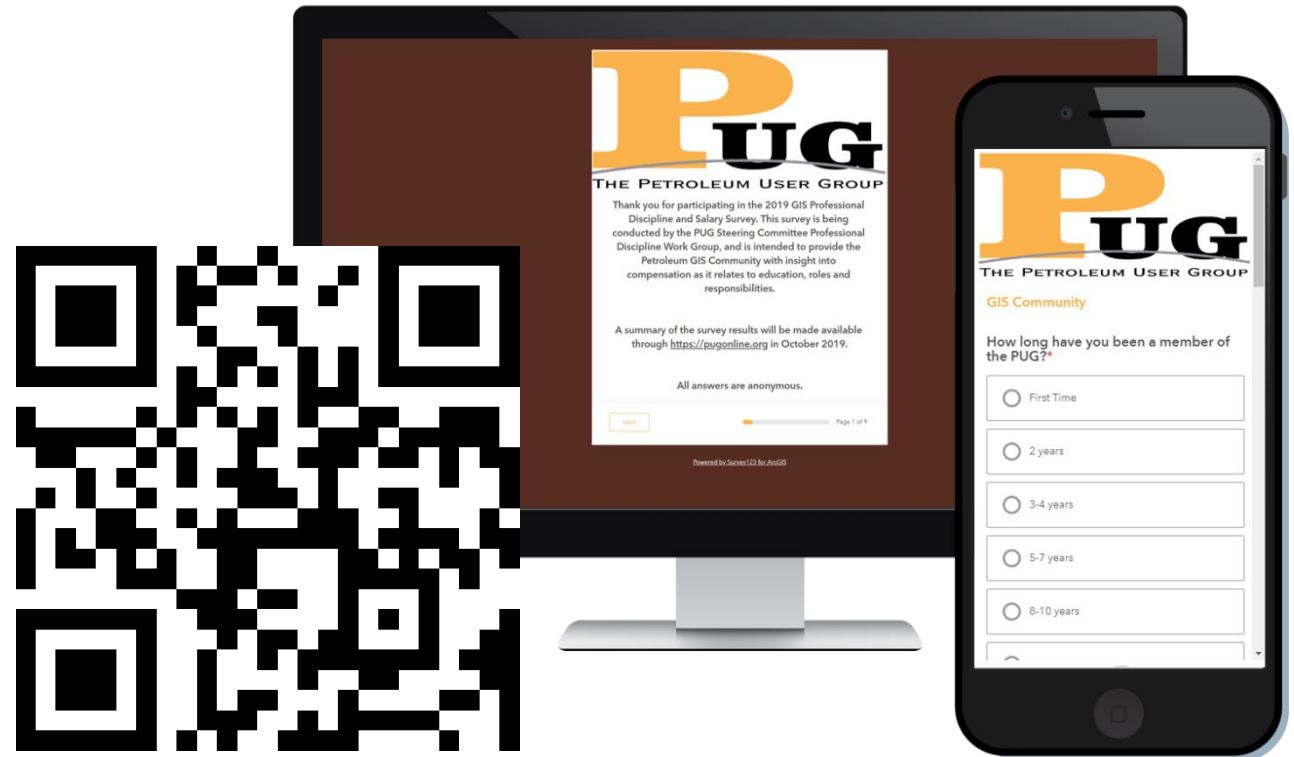 PUG
THE PETROLEUM USER GROUP
Thank you for participating in the 2019 GIS Professional
Discipline and Salary Survey. This survey is being
conducted by the PUG Steering Committee Professional
Discipline Work Group, and is intended to provide the
Petroleum GIS Community with insight into
compensation as it relates to education, roles and
responsibilities.
A summary of the survey results will be made available
through https://pugonline.org in October 2019.
All answers are anonymous.
Next
Page 1 of 9
Powered by Survey123 for ArcGIS
PUG
THE PETROLEUM USER GROUP
GIS Community
How long have you been a member of
the PUG?*
First Time
2 years
3-4 years
5-7 years
8-10 years